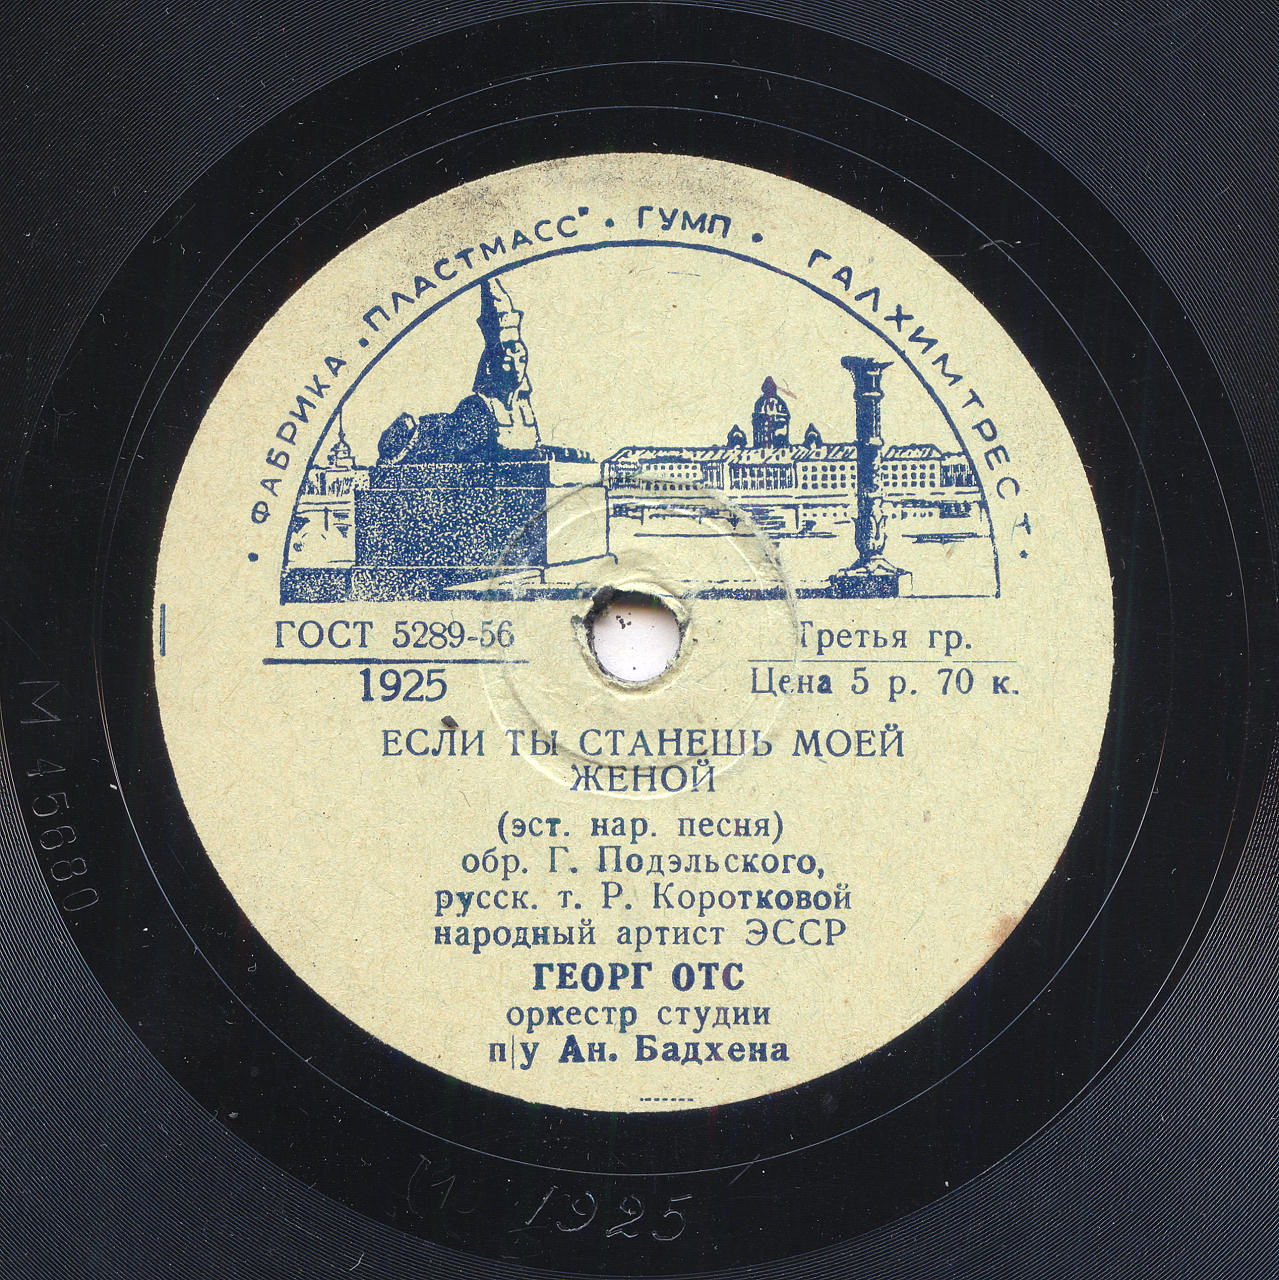 • ФАБРИКА „ПЛАСТМАСС" • ГУМП • ГАЛХИМТРЕСТ •
ГОСТ 5289-56
1925
Третья гр.
Цена 5 р. 70 к.
ЕСЛИ ТЫ СТАНЕШЬ МОЕЙ
ЖЕНОЙ
(эст. нар. песня)
обр. Г. Подэльского,
русск. т. Р. Коротковой
народный артист ЭССР
ГЕОРГ ОТС
оркестр студии
п/у Ан. Бадхена
М 45680
1925